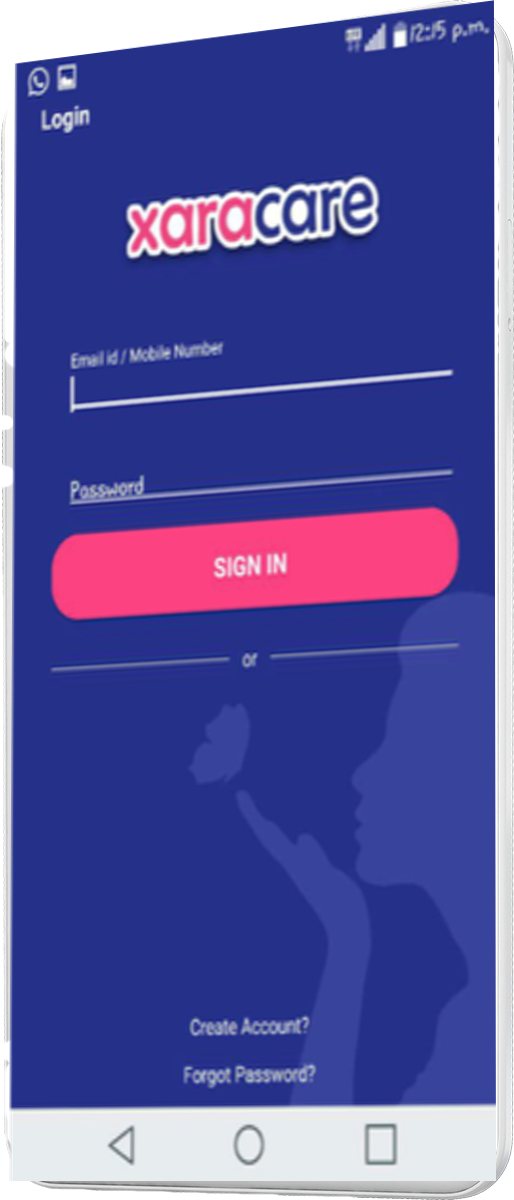 12:15 p.m.
Login
xaracare
Email id / Mobile Number
Password
SIGN IN
or
Create Account?
Forgot Password?